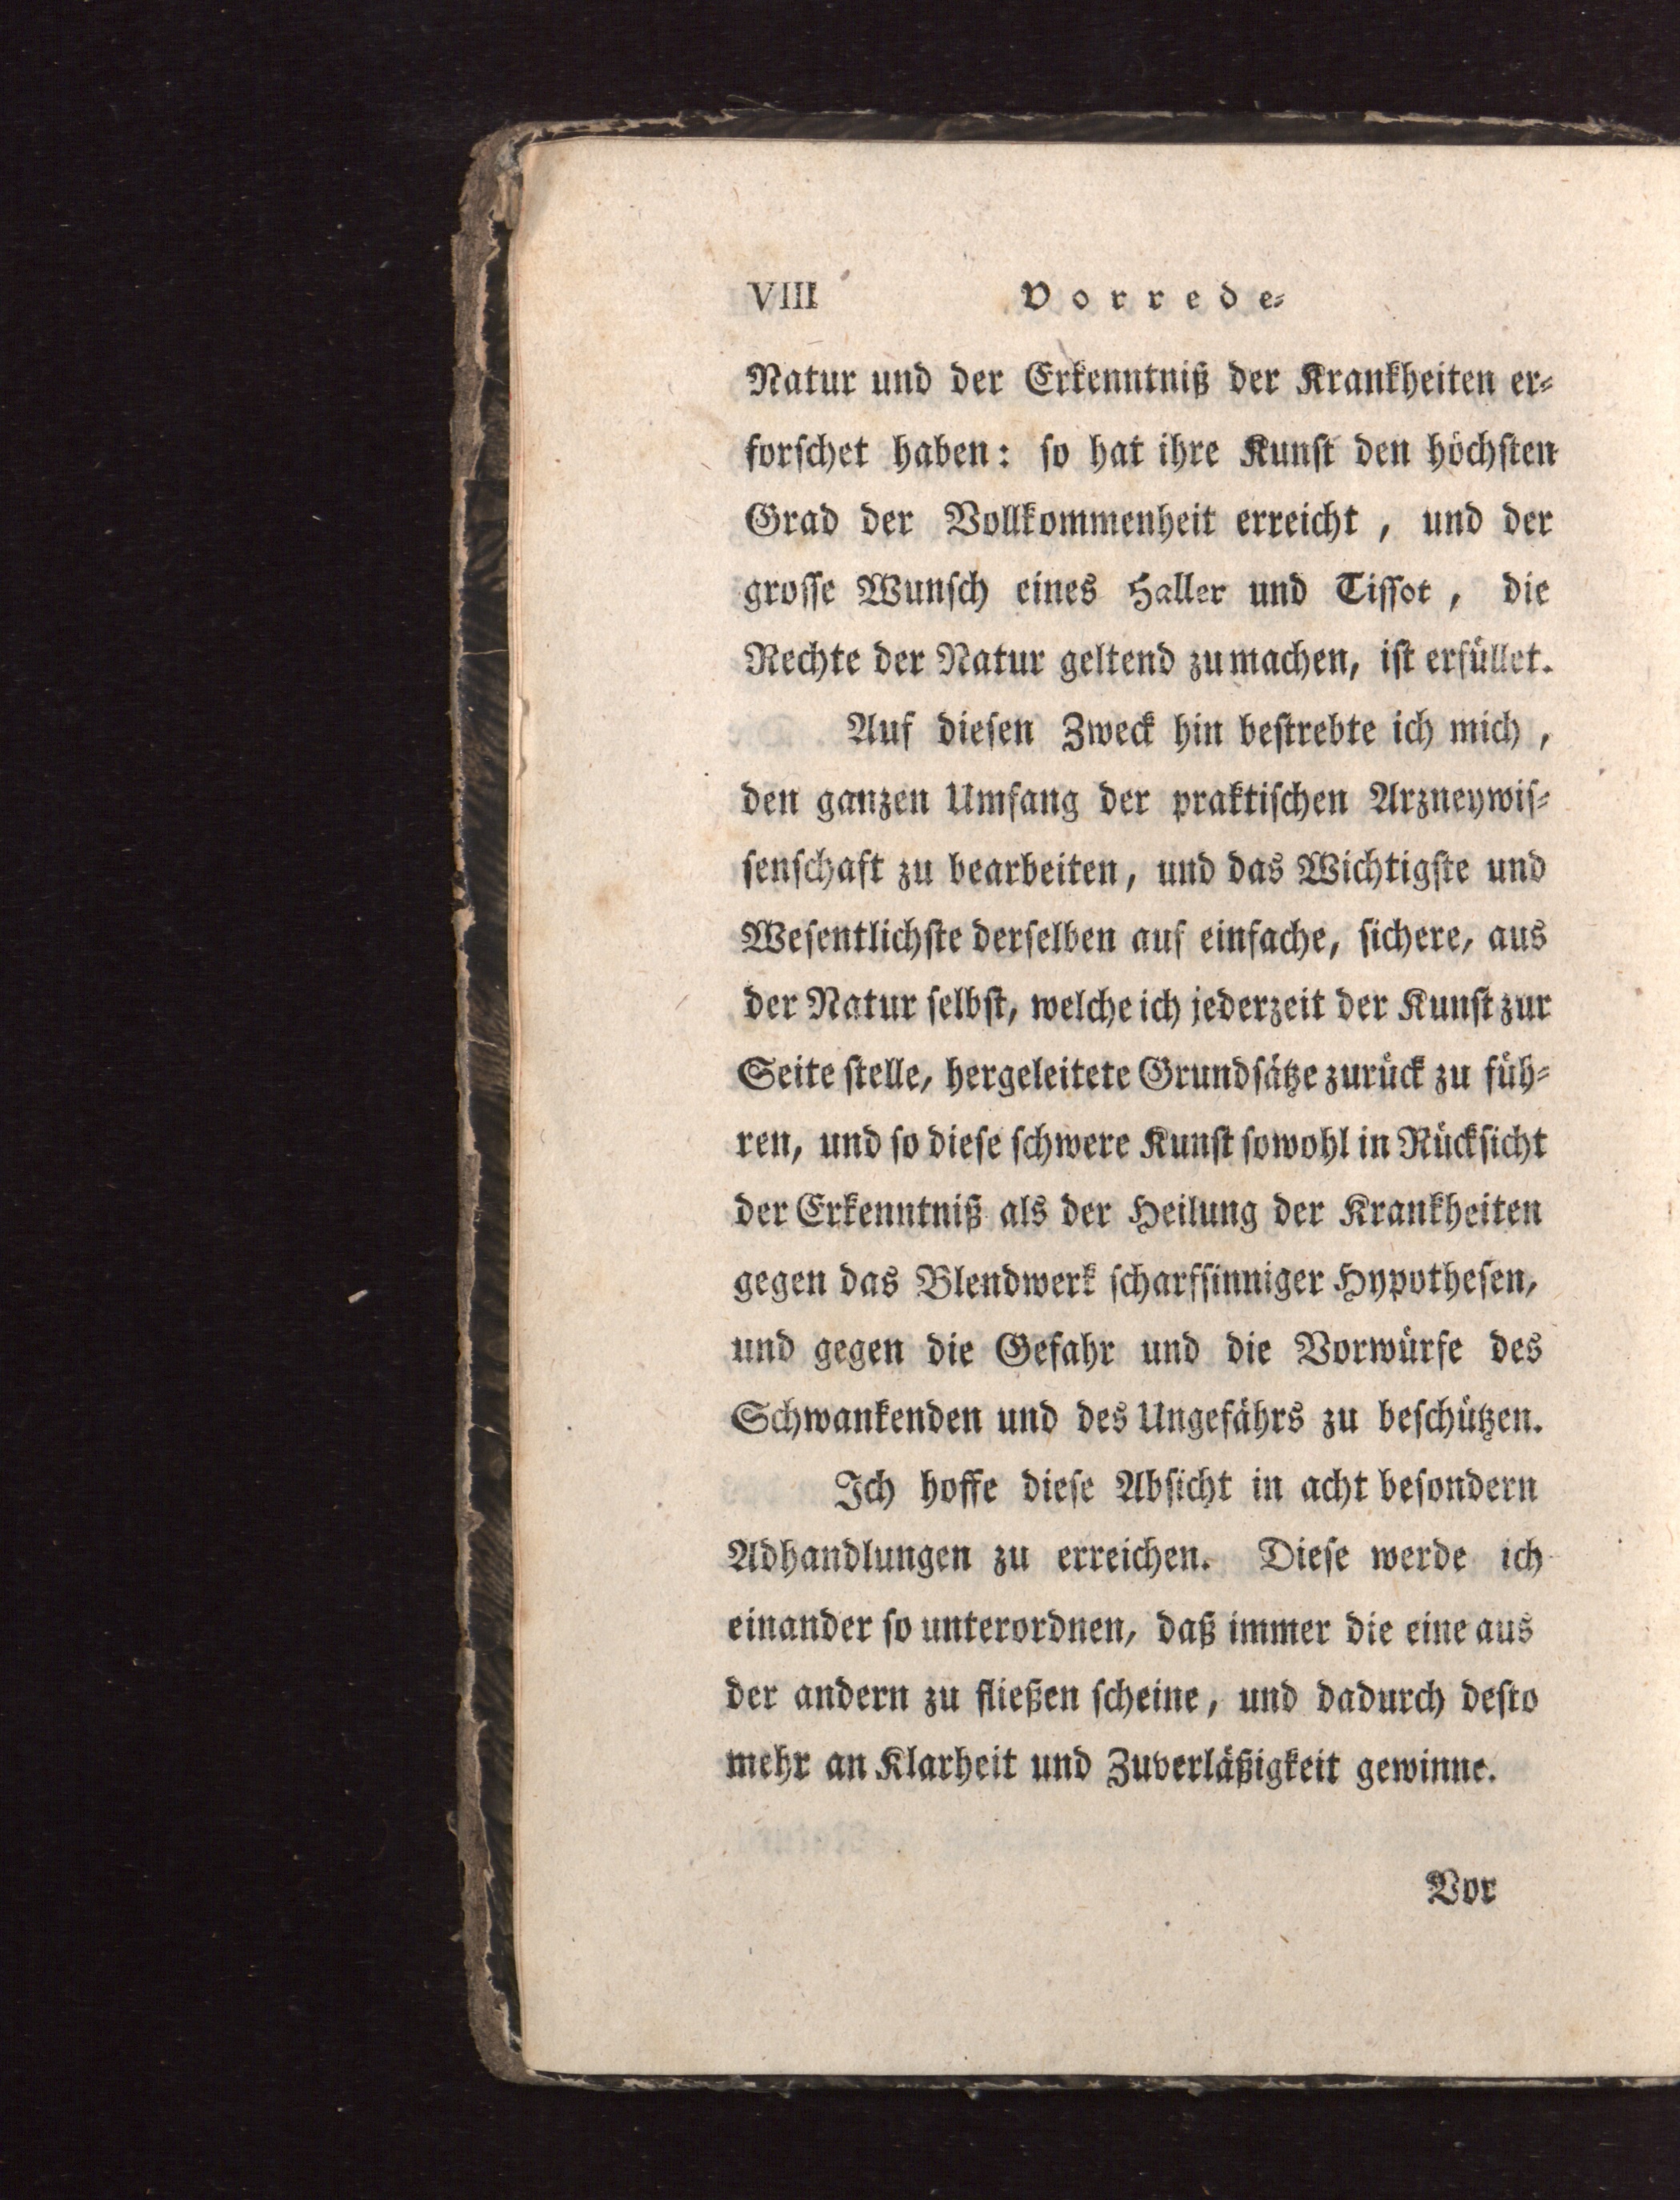 VIII Vorrede.
Natur und der Erkenntniß der Krankheiten er-
forschet haben: so hat ihre Kunst den höchsten
Grad der Vollkommenheit erreicht, und der
grosse Wunsch eines Haller und Tissot, die
Rechte der Natur geltend zu machen, ist erfüllet.
Auf diesen Zweck hin bestrebte ich mich,
den ganzen Umfang der praktischen Arzneywis-
senschaft zu bearbeiten, und das Wichtigste und
Wesentlichste derselben auf einfache, sichere, aus
der Natur selbst, welche ich jederzeit der Kunst zur
Seite stelle, hergeleitete Grundsätze zurück zu füh-
ren, und so diese schwere Kunst sowohl in Rücksicht
der Erkenntniß als der Heilung der Krankheiten
gegen das Blendwerk scharfsinniger Hypothesen,
und gegen die Gefahr und die Vorwürfe des
Schwankenden und des Ungefährs zu beschützen.
Ich hoffe diese Absicht in acht besondern
Adhandlungen zu erreichen. Diese werde ich
einander so unterordnen, daß immer die eine aus
der andern zu fließen scheine, und dadurch desto
mehr an Klarheit und Zuverläßigkeit gewinne.
Vor